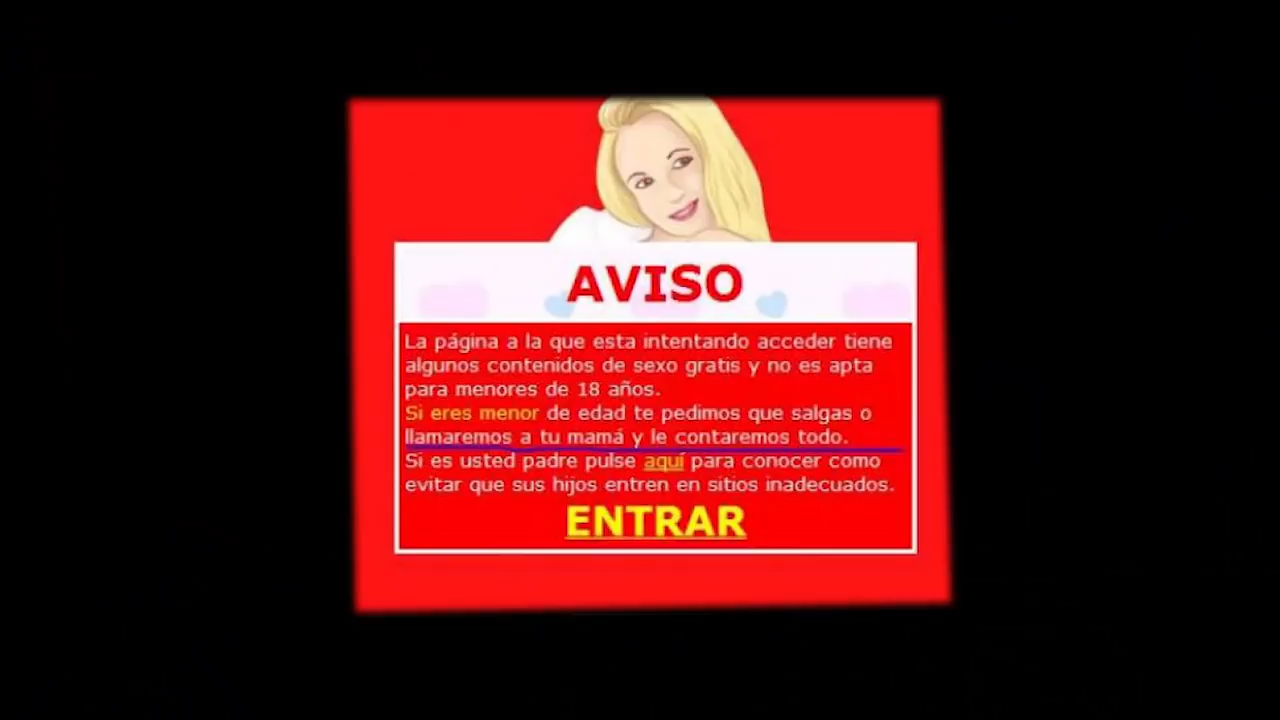 AVISO
La página a la que esta intentando acceder tiene
algunos contenidos de sexo gratis y no es apta
para menores de 18 años.
Si eres menor de edad te pedimos que salgas o
llamaremos a tu mamá y le contaremos todo.
Si es usted padre pulse aquí para conocer como
evitar que sus hijos entren en sitios inadecuados.
ENTRAR